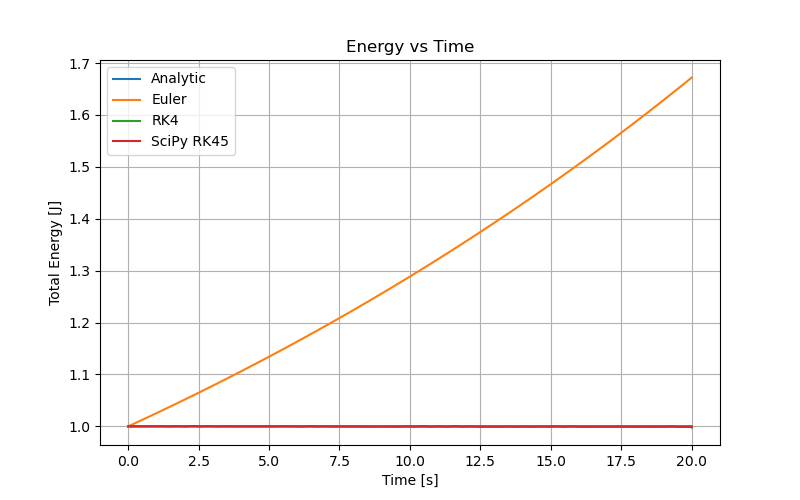 Energy vs Time
Analytic
Euler
RK4
SciPy RK45
Total Energy [J]
1.7
1.6
1.5
1.4
1.3
1.2
1.1
1.0
0.0 2.5 5.0 7.5 10.0 12.5 15.0 17.5 20.0
Time [s]